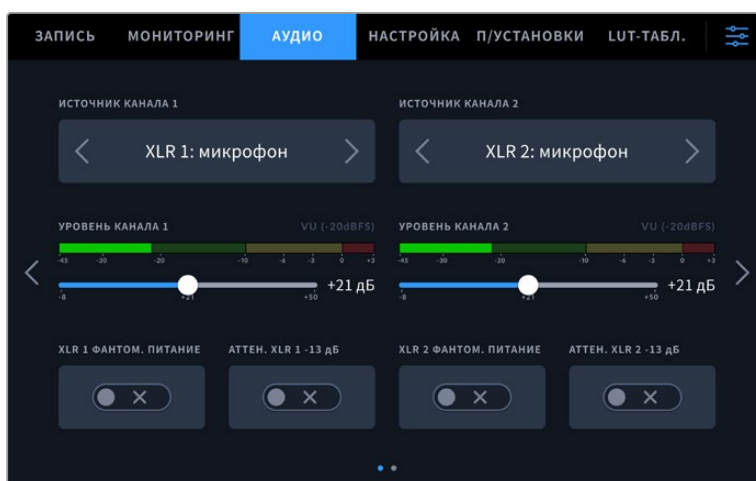 ЗАПИСЬ МОНИТОРИНГ АУДИО НАСТРОЙКА П/УСТАНОВКИ LUT-ТАБЛ.
ИСТОЧНИК КАНАЛА 1 ИСТОЧНИК КАНАЛА 2
XLR 1: микрофон XLR 2: микрофон
УРОВЕНЬ КАНАЛА 1 VU (-20dBFS) УРОВЕНЬ КАНАЛА 2 VU (-20dBFS)
-45 -30 -20 -10 -6 -3 0 +3 -45 -30 -20 -10 -6 -3 0 +3
+21 дБ +21 дБ
-8 +21 +50 -8 +21 +50
XLR 1 ФАНТОМ. ПИТАНИЕ АТТЕН. XLR 1 -13 дБ XLR 2 ФАНТОМ. ПИТАНИЕ АТТЕН. XLR 2 -13 дБ